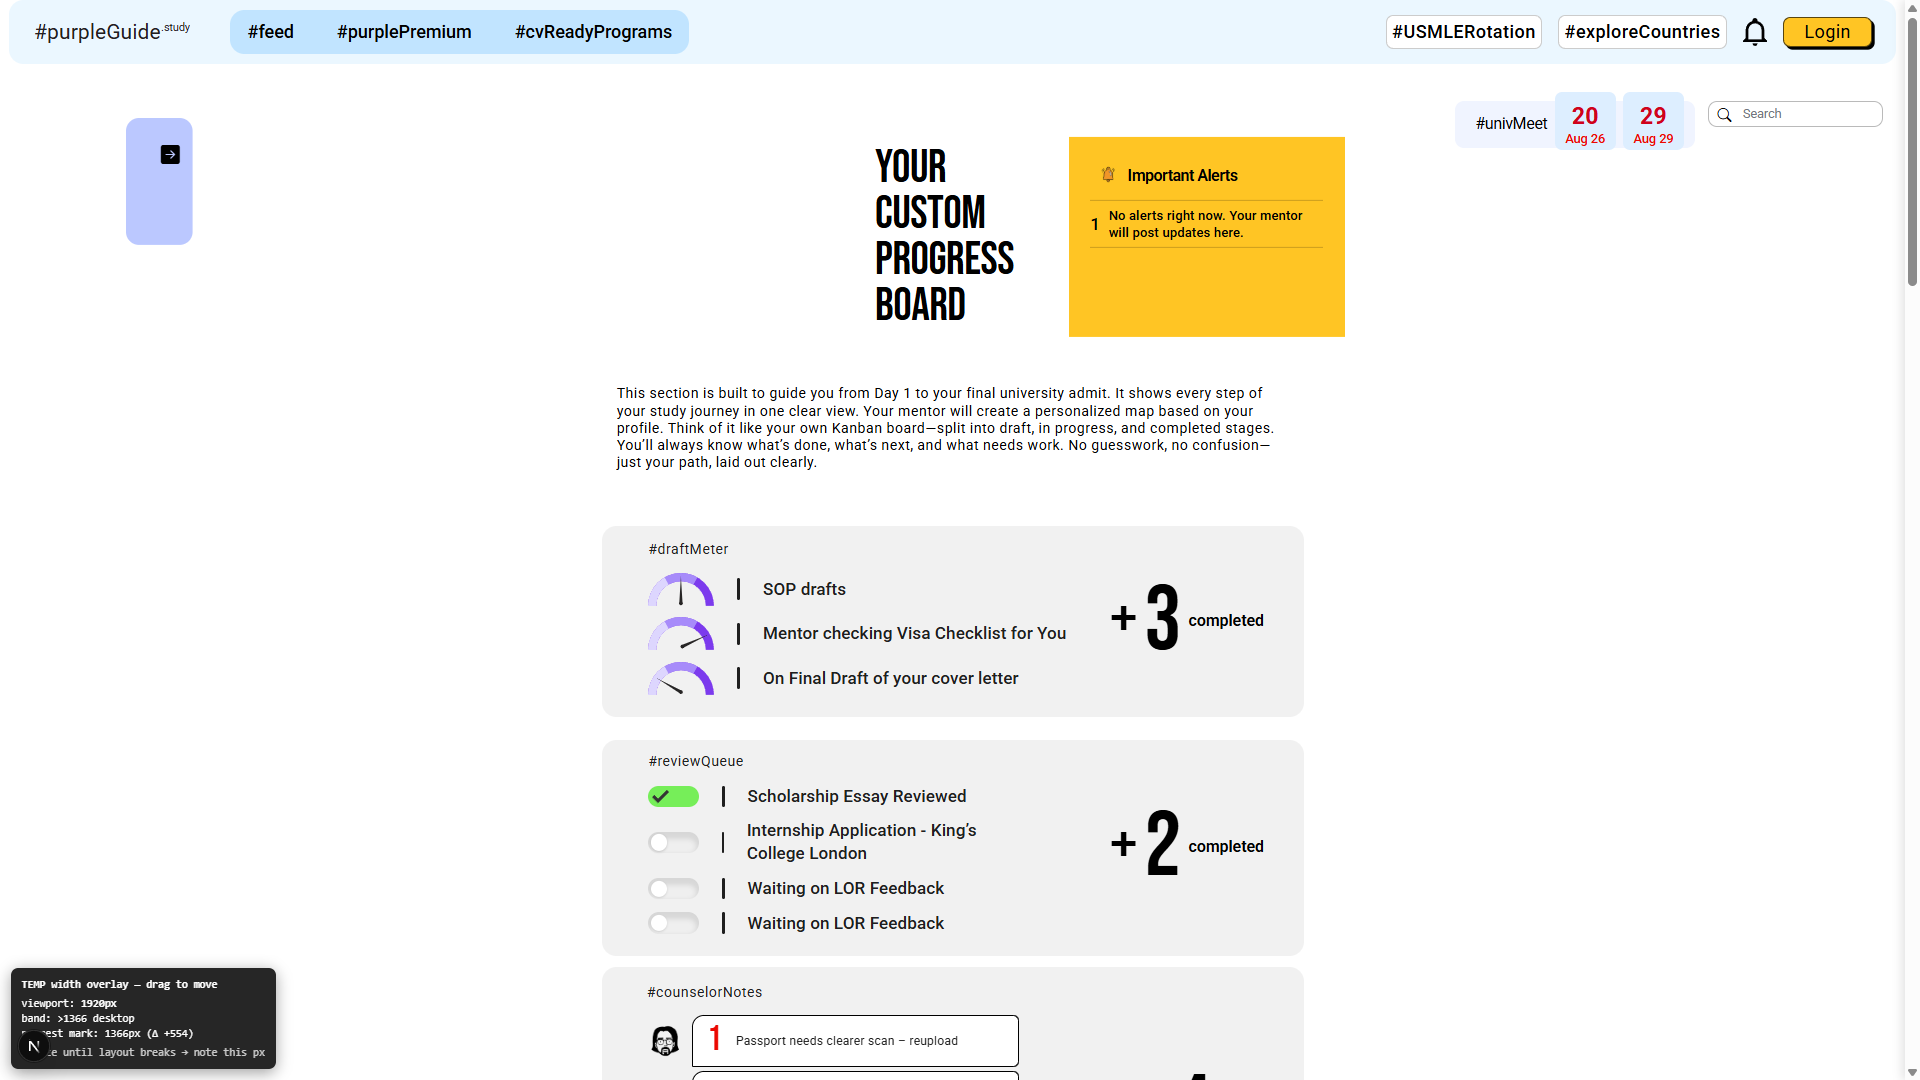 #purpleGuide.study
#feed
#purplePremium
#cvReadyPrograms
#USMLERotation
#exploreCountries
Login
#univMeet
20
Aug 26
29
Aug 29
Search
YOUR
CUSTOM
PROGRESS
BOARD
Important Alerts
1
No alerts right now. Your mentor
will post updates here.
This section is built to guide you from Day 1 to your final university admit. It shows every step of
your study journey in one clear view. Your mentor will create a personalized map based on your
profile. Think of it like your own Kanban board—split into draft, in progress, and completed stages.
You’ll always know what’s done, what’s next, and what needs work. No guesswork, no confusion—
just your path, laid out clearly.
#draftMeter
SOP drafts
Mentor checking Visa Checklist for You
On Final Draft of your cover letter
+3 completed
#reviewQueue
Scholarship Essay Reviewed
Internship Application - King’s
College London
Waiting on LOR Feedback
Waiting on LOR Feedback
+2 completed
#counselorNotes
1
Passport needs clearer scan – reupload
TEMP width overlay — drag to move
viewport: 1920px
band: >1366 desktop
mark: 1366px (Δ +554)
N
until layout breaks → note this px